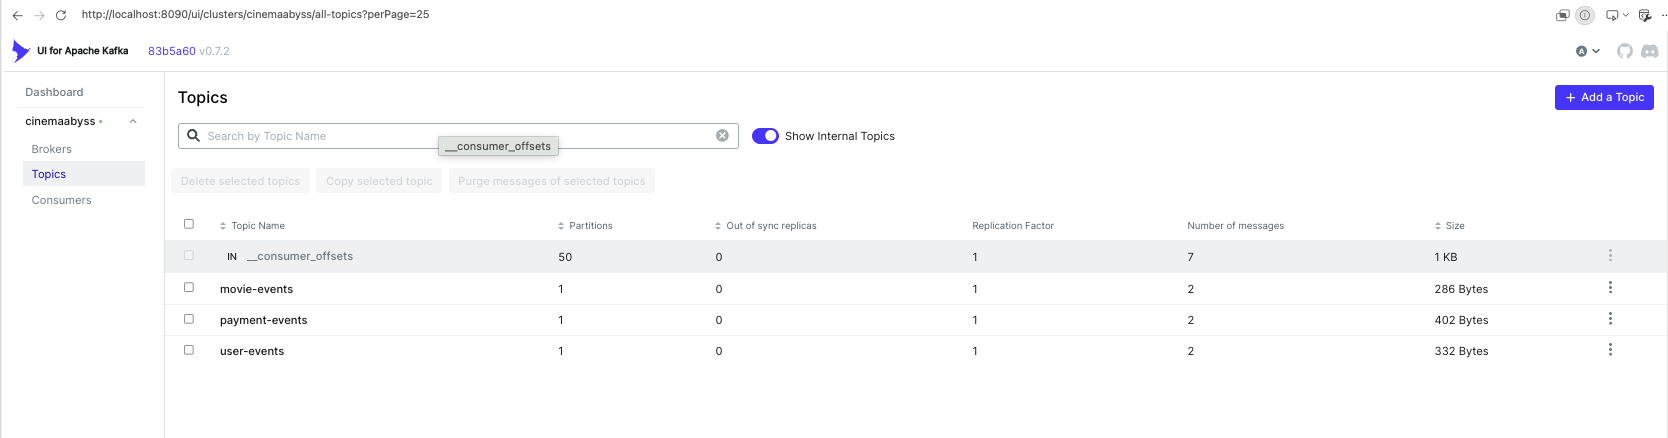 http://localhost:8090/ui/clusters/cinemaabyss/all-topics?perPage=25
UI for Apache Kafka 83b5a60 v0.7.2 A
Dashboard
cinemaabyss
Brokers
Topics
Consumers
Topics
+ Add a Topic
Search by Topic Name
Show Internal Topics
__consumer_offsets
Delete selected topics Copy selected topic Purge messages of selected topics
Topic Name Partitions Out of sync replicas Replication Factor Number of messages Size
IN __consumer_offsets 50 0 1 7 1 KB
movie-events 1 0 1 2 286 Bytes
payment-events 1 0 1 2 402 Bytes
user-events 1 0 1 2 332 Bytes